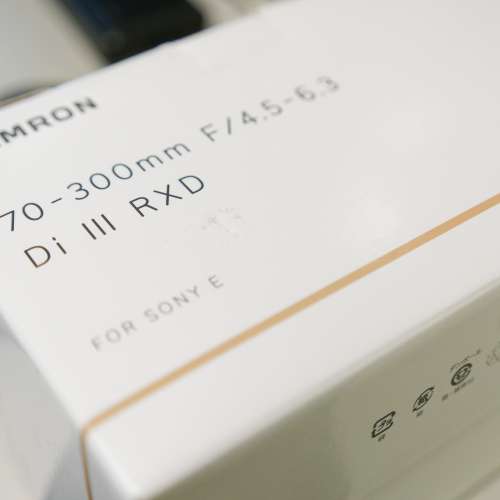 MRON
70-300mm F/4.5-6.3
Di III RXD
FOR SONY E